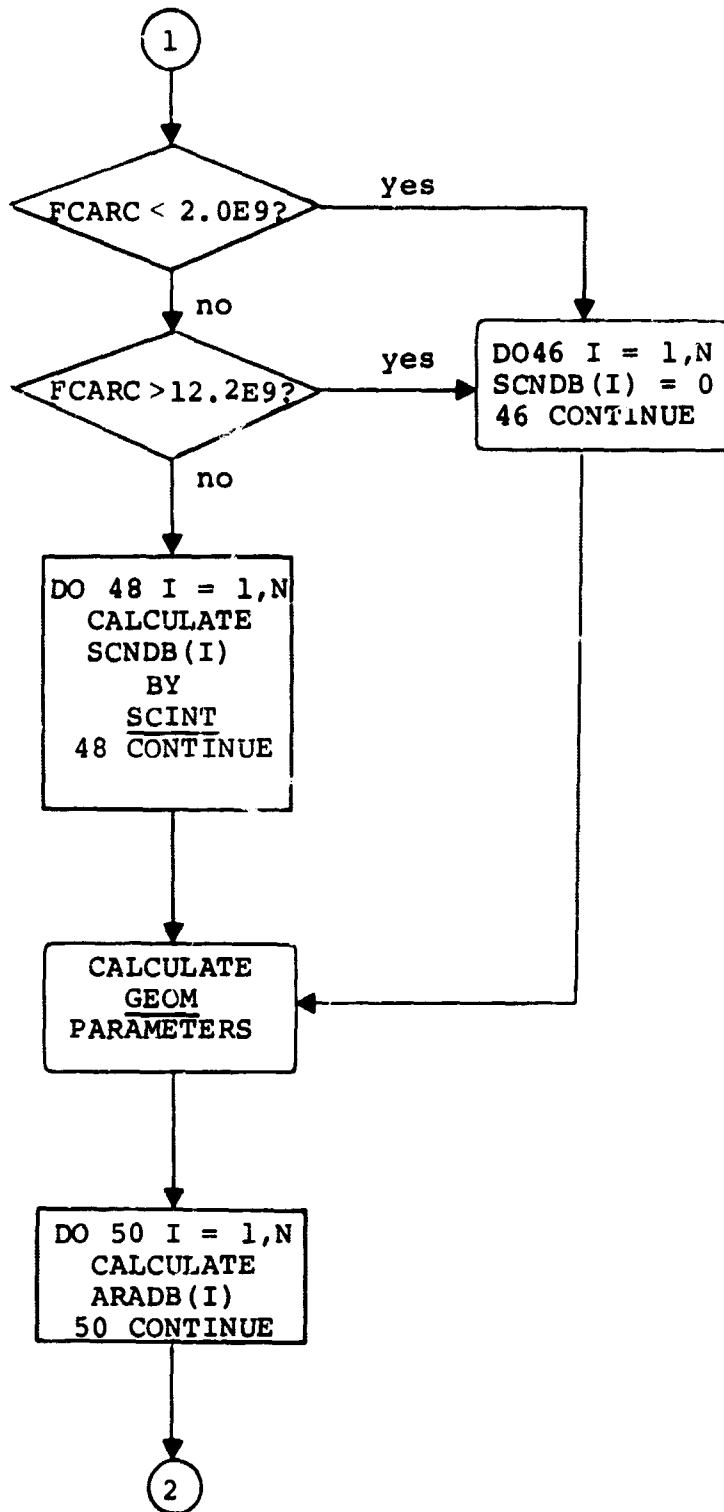 1
FCARC < 2.0E9?
yes
no
FCARC > 12.2E9?
yes
DO46 I = 1,N
SCNDB(I) = 0
46 CONTINUE
no
DO 48 I = 1,N
CALCULATE
SCNDB(I)
BY
SCINT
48 CONTINUE
CALCULATE
GEOM
PARAMETERS
DO 50 I = 1,N
CALCULATE
ARADB(I)
50 CONTINUE
2